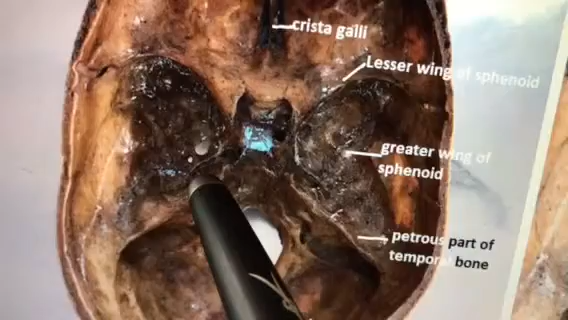 crista galli
Lesser wing of sphenoid
greater wing of
sphenoid
petrous part of
temporal bone